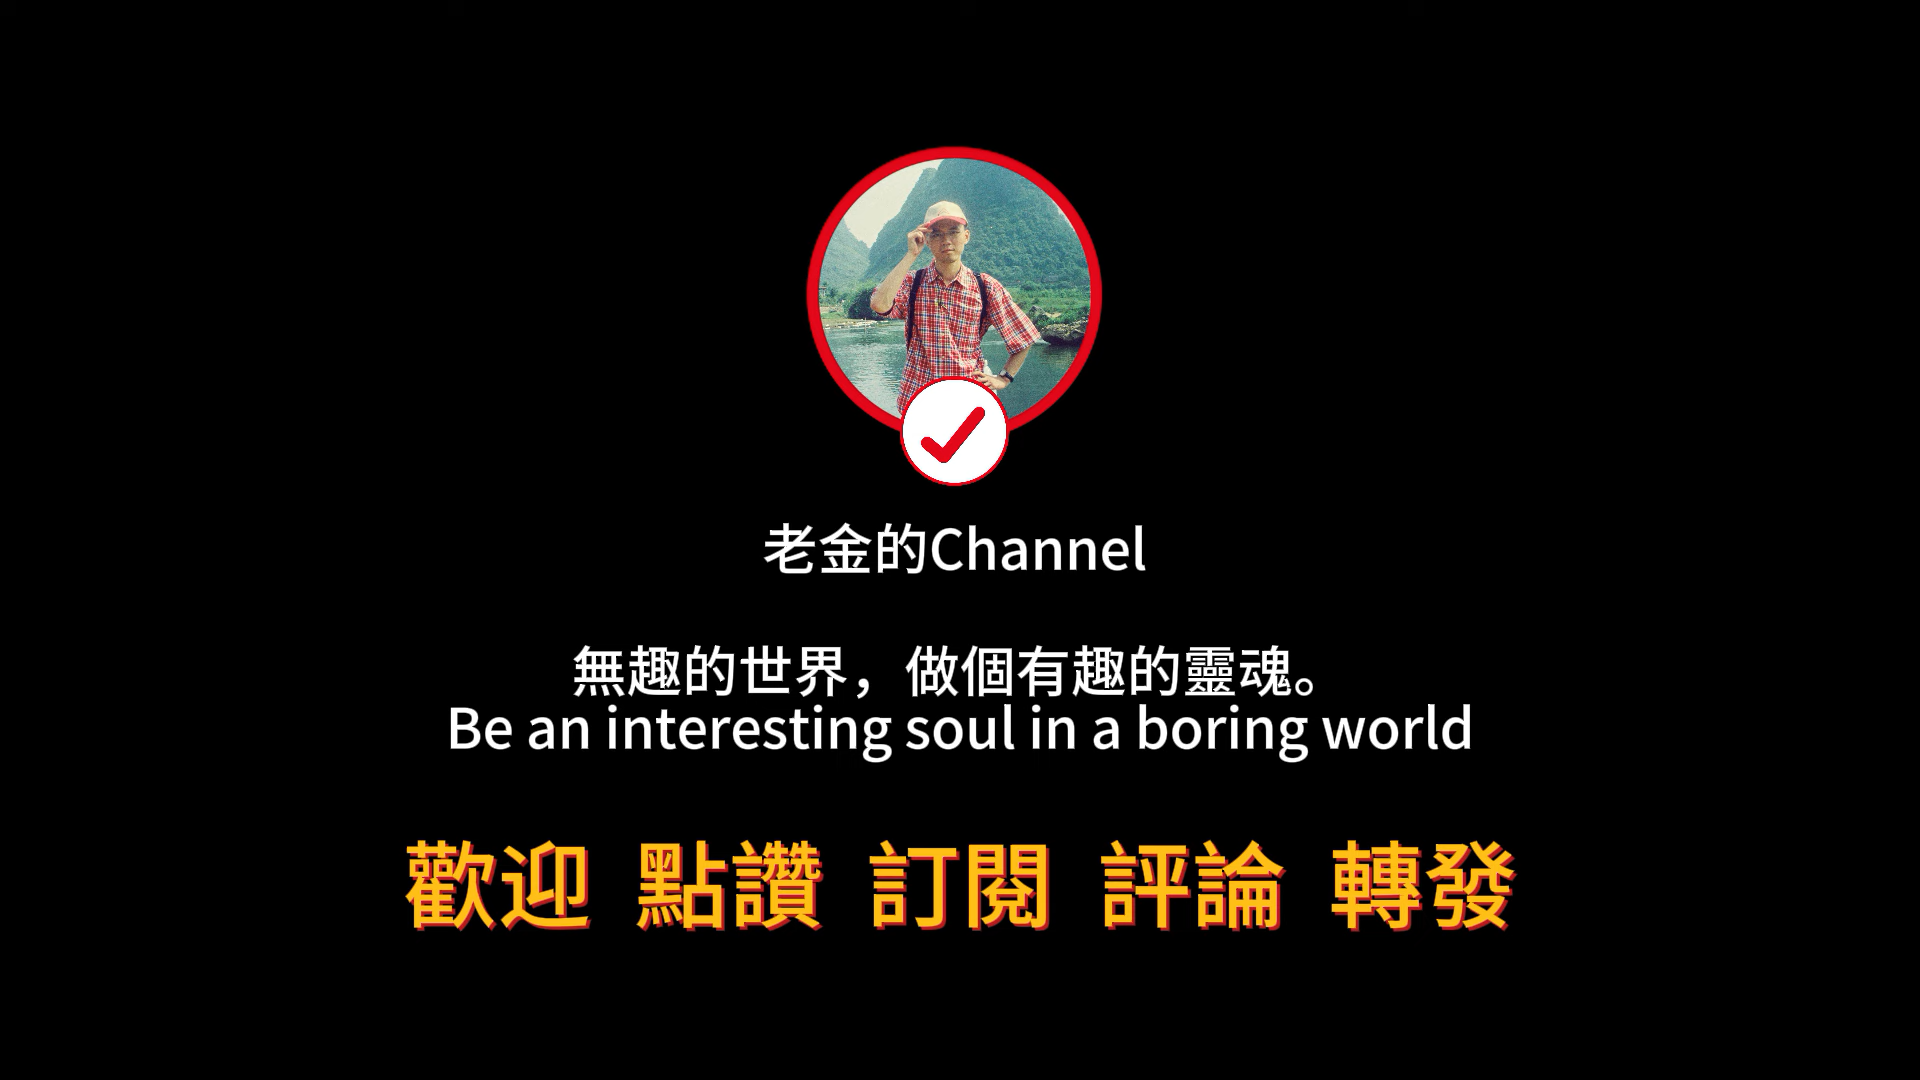 老金的Channel
無趣的世界，做個有趣的靈魂。
Be an interesting soul in a boring world
歡迎 點讚 訂閱 評論 轉發